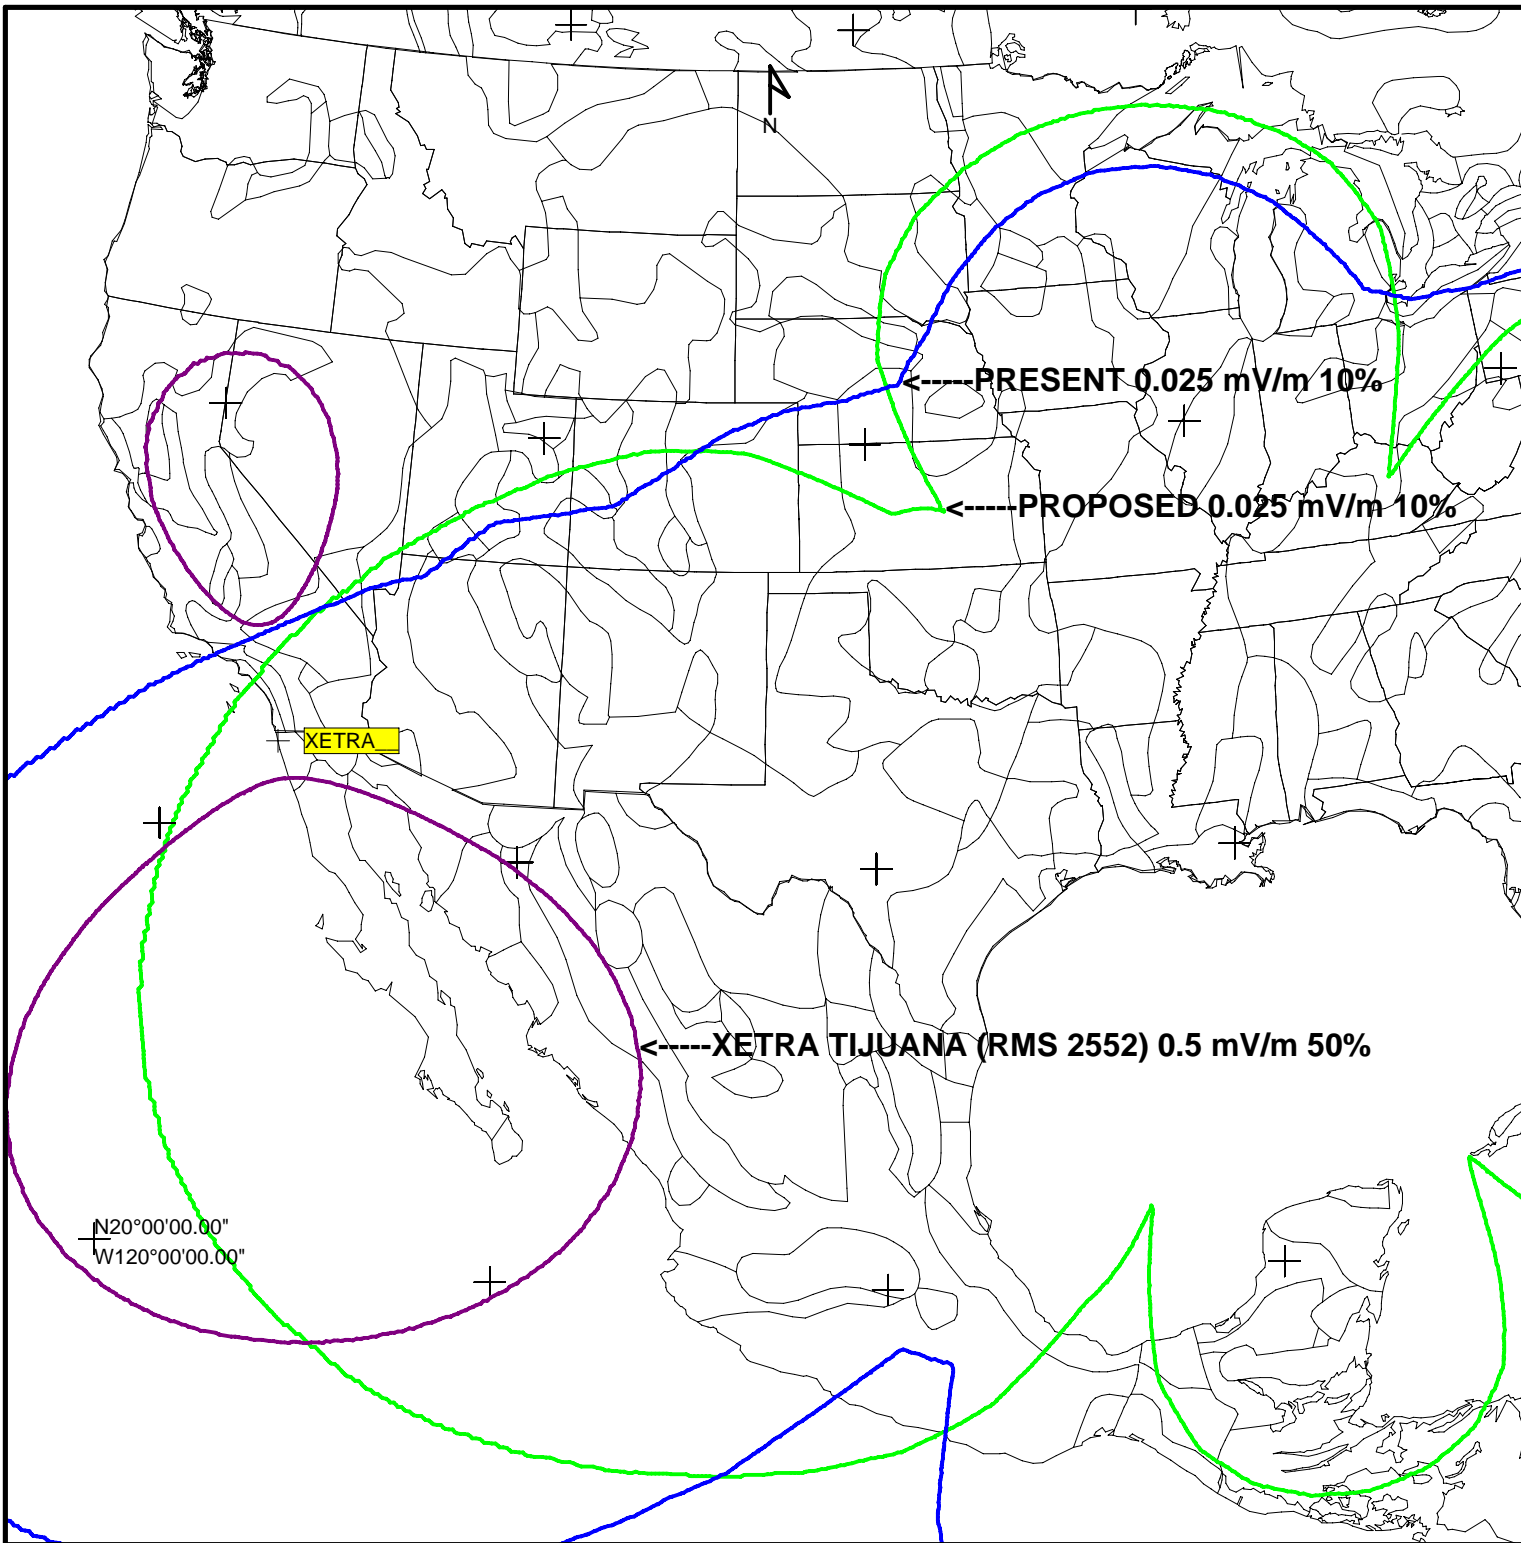 N
<-----PRESENT 0.025 mV/m 10%
<-----PROPOSED 0.025 mV/m 10%
XETRA__
<-----XETRA TIJUANA (RMS 2552) 0.5 mV/m 50%
N20°00'00.00"
W120°00'00.00"